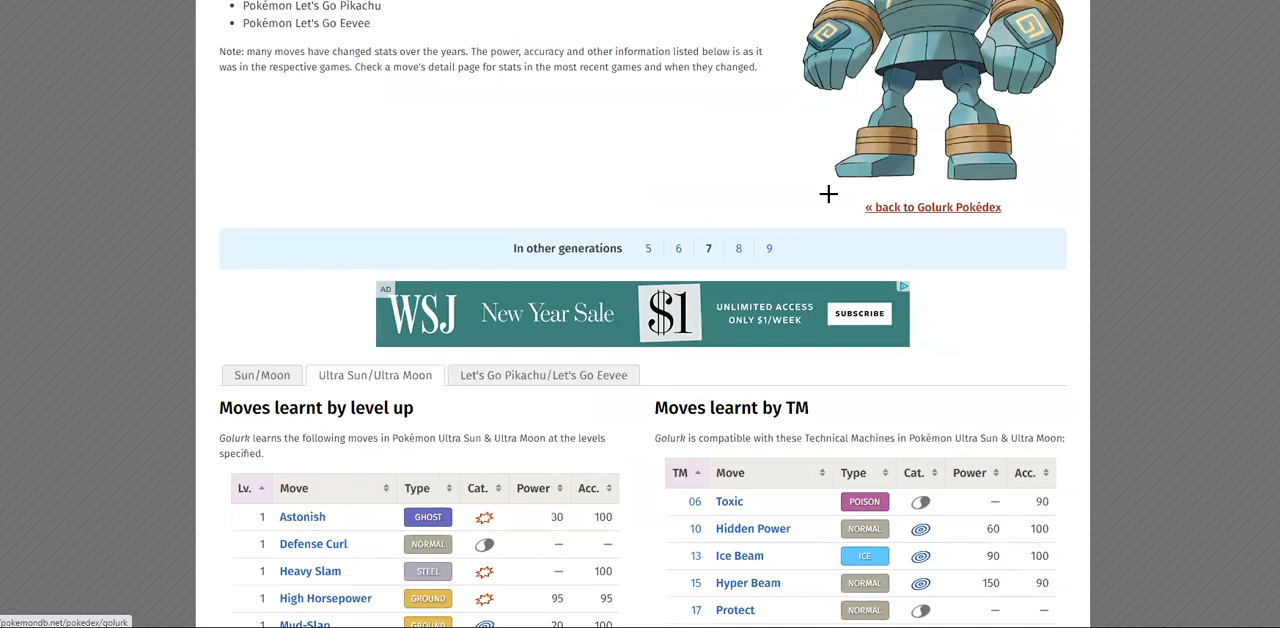 Pokémon Let's Go Pikachu
Pokémon Let's Go Eevee
Note: many moves have changed stats over the years. The power, accuracy and other information listed below is as it
was in the respective games. Check a move's detail page for stats in the most recent games and when they changed.
« back to Golurk Pokédex
In other generations 5 6 7 8 9
AD
WSJ New Year Sale $1 UNLIMITED ACCESS
ONLY $1/WEEK
SUBSCRIBE
Sun/Moon Ultra Sun/Ultra Moon Let's Go Pikachu/Let's Go Eevee
Moves learnt by level up
Golurk learns the following moves in Pokémon Ultra Sun & Ultra Moon at the levels
specified.
Lv. Move Type Cat. Power Acc.
1 Astonish GHOST 30 100
1 Defense Curl NORMAL — —
1 Heavy Slam STEEL — 100
1 High Horsepower GROUND 95 95
1 Mud-Slap GROUND 20 100
Moves learnt by TM
Golurk is compatible with these Technical Machines in Pokémon Ultra Sun & Ultra Moon:
TM Move Type Cat. Power Acc.
06 Toxic POISON — 90
10 Hidden Power NORMAL 60 100
13 Ice Beam ICE 90 100
15 Hyper Beam NORMAL 150 90
17 Protect NORMAL — —
/pokemondb.net/pokedex/golurk